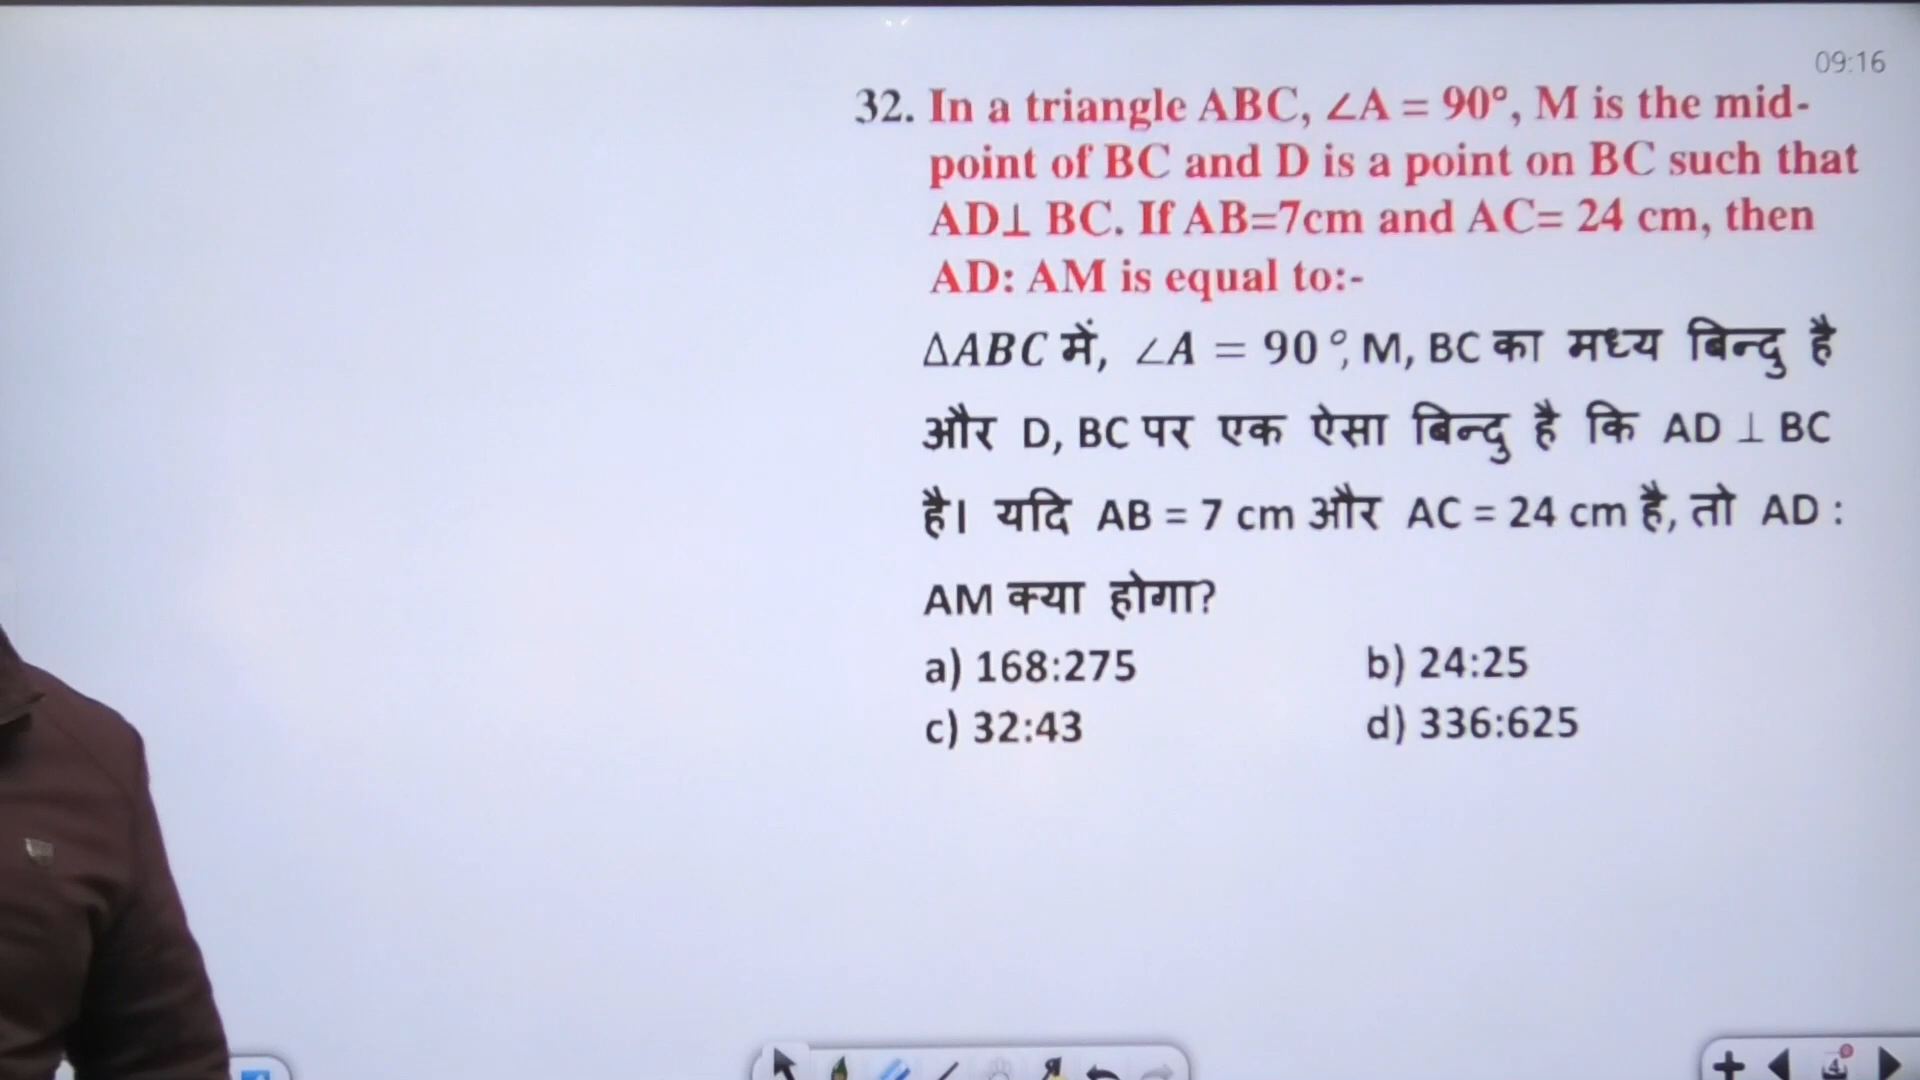 09:16
32. In a triangle ABC, ∠A = 90°, M is the mid-
point of BC and D is a point on BC such that
AD⊥ BC. If AB=7cm and AC= 24 cm, then
AD: AM is equal to:-
ΔABC में, ∠A = 90°, M, BC का मध्य बिन्दु है
और D, BC पर एक ऐसा बिन्दु है कि AD ⊥ BC
है। यदि AB = 7 cm और AC = 24 cm है, तो AD :
AM क्या होगा?
a) 168:275 b) 24:25
c) 32:43 d) 336:625
4